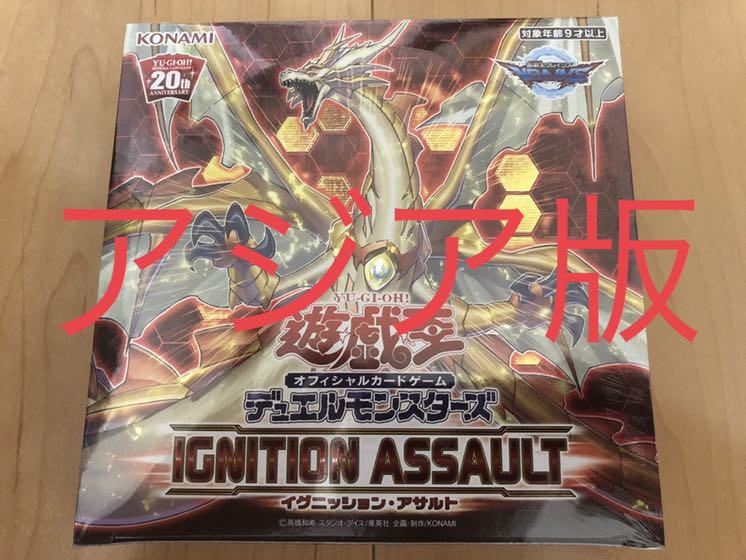 KONAMI
対象年齢9才以上
YU-GI-OH!
OFFICIAL CARD GAME
20th
ANNIVERSARY
VRAINS
アジア版
YU-GI-OH!
遊戯王
オフィシャルカードゲーム
デュエルモンスターズ
IGNITION ASSAULT
イグニッション・アサルト
©高橋和希 スタジオ・ダイス/集英社 企画・制作/KONAMI